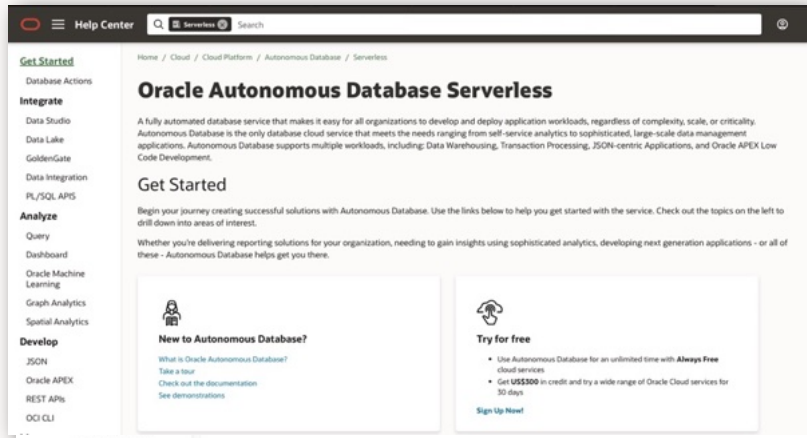 Help Center
Serverless
Search
Get Started
Database Actions
Integrate
Data Studio
Data Lake
GoldenGate
Data Integration
PL/SQL APIS
Analyze
Query
Dashboard
Oracle Machine
Learning
Graph Analytics
Spatial Analytics
Develop
JSON
Oracle APEX
REST APIs
OCI CLI
Home / Cloud / Cloud Platform / Autonomous Database / Serverless
Oracle Autonomous Database Serverless
A fully automated database service that makes it easy for all organizations to develop and deploy application workloads, regardless of complexity, scale, or criticality.
Autonomous Database is the only database cloud service that meets the needs ranging from self-service analytics to sophisticated, large-scale data management
applications. Autonomous Database supports multiple workloads, including: Data Warehousing, Transaction Processing, JSON-centric Applications, and Oracle APEX Low
Code Development.
Get Started
Begin your journey creating successful solutions with Autonomous Database. Use the links below to help you get started with the service. Check out the topics on the left to
drill down into areas of interest.
Whether you're delivering reporting solutions for your organization, needing to gain insights using sophisticated analytics, developing next generation applications - or all of
these - Autonomous Database helps get you there.
New to Autonomous Database?
What is Oracle Autonomous Database?
Take a tour
Check out the documentation
See demonstrations
Try for free
• Use Autonomous Database for an unlimited time with Always Free
cloud services
• Get US$300 in credit and try a wide range of Oracle Cloud services for
30 days
Sign Up Now!